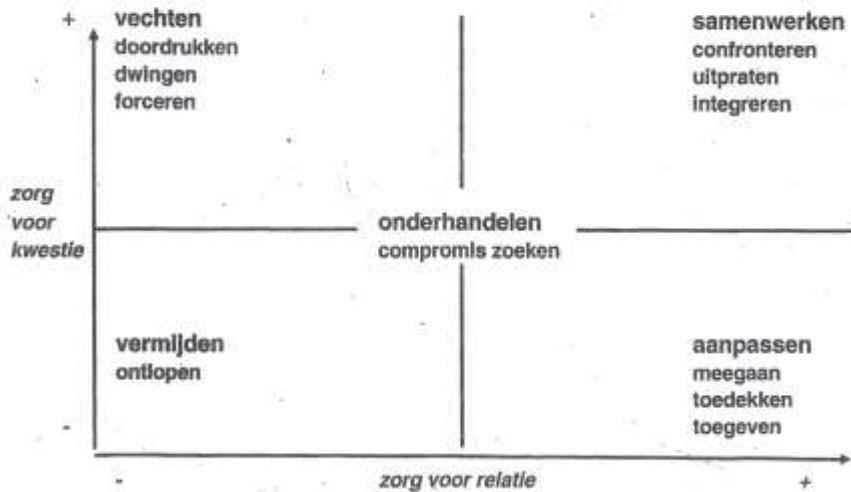 + vechten
doordrukken
dwingen
forceren
samenwerken
confronteren
uitpraten
integreren
zorg
voor
kwestie
onderhandelen
compromis zoeken
vermijden
ontlopen
aanpassen
meegaan
toedekken
toegeven
-
- zorg voor relatie +